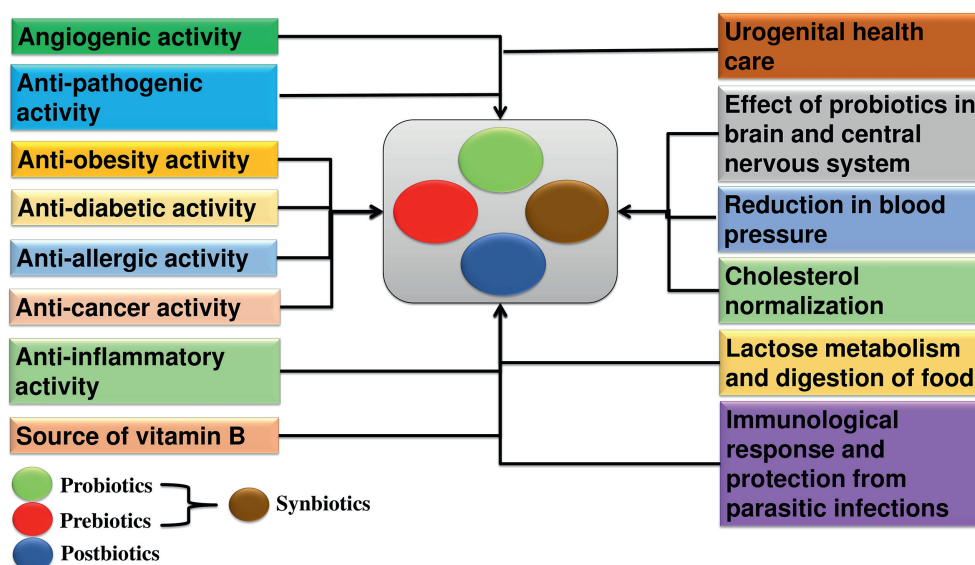 Angiogenic activity
Anti-pathogenic
activity
Anti-obesity activity
Anti-diabetic activity
Anti-allergic activity
Anti-cancer activity
Anti-inflammatory
activity
Source of vitamin B
Urogenital health
care
Effect of probiotics in
brain and central
nervous system
Reduction in blood
pressure
Cholesterol
normalization
Lactose metabolism
and digestion of food
Immunological
response and
protection from
parasitic infections
Probiotics
Prebiotics
Synbiotics
Postbiotics